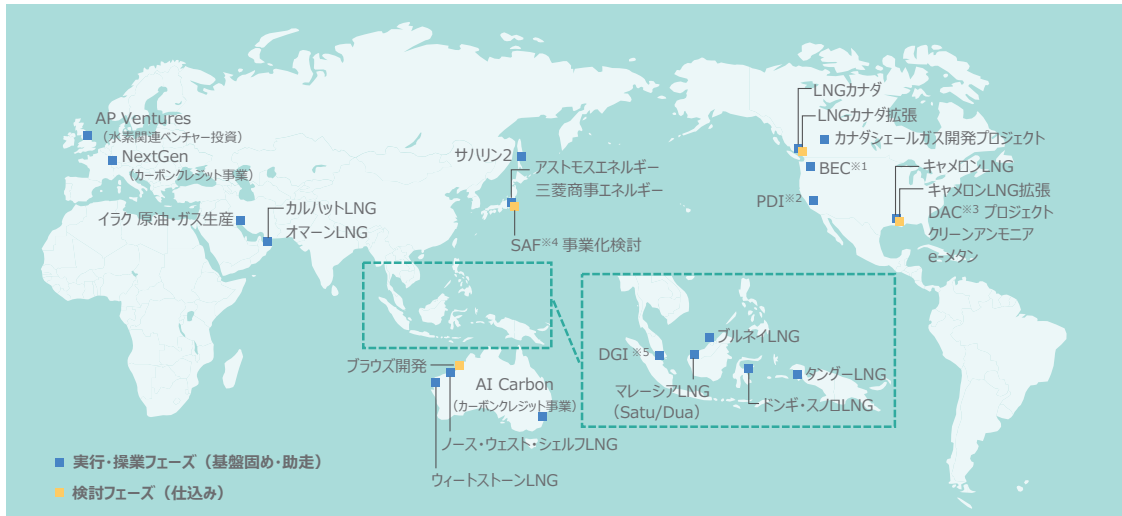 AP Ventures
（水素関連ベンチャー投資）
NextGen
（カーボンクレジット事業）
イラク 原油・ガス生産
カルハットLNG
オマーンLNG
サハリン2
アストモスエネルギー
三菱商事エネルギー
SAF※4 事業化検討
LNGカナダ
LNGカナダ拡張
カナダシェールガス開発プロジェクト
BEC※1
PDI※2
キャメロンLNG
キャメロンLNG拡張
DAC※3 プロジェクト
クリーンアンモニア
e-メタン
ブルネイLNG
DGI ※5
マレーシアLNG
（Satu/Dua）
タングーLNG
ドンギ・スノロLNG
ブラウズ開発
AI Carbon
（カーボンクレジット事業）
ノース・ウェスト・シェルフLNG
ウィートストーンLNG
実行・操業フェーズ（基盤固め・助走）
検討フェーズ（仕込み）